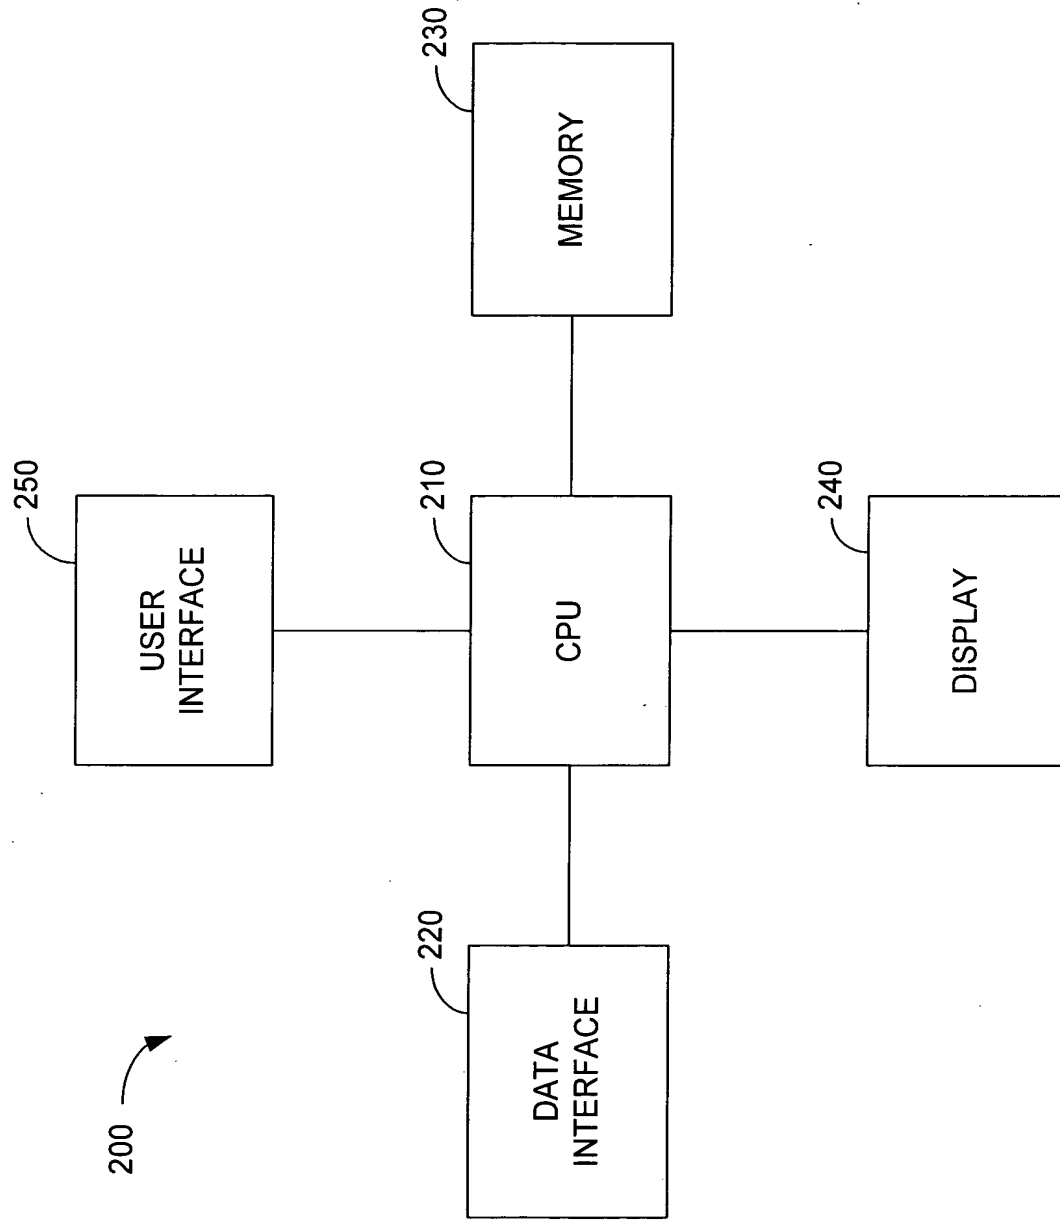 250
200
USER
INTERFACE
220
210
230
DATA
INTERFACE
CPU
MEMORY
240
DISPLAY